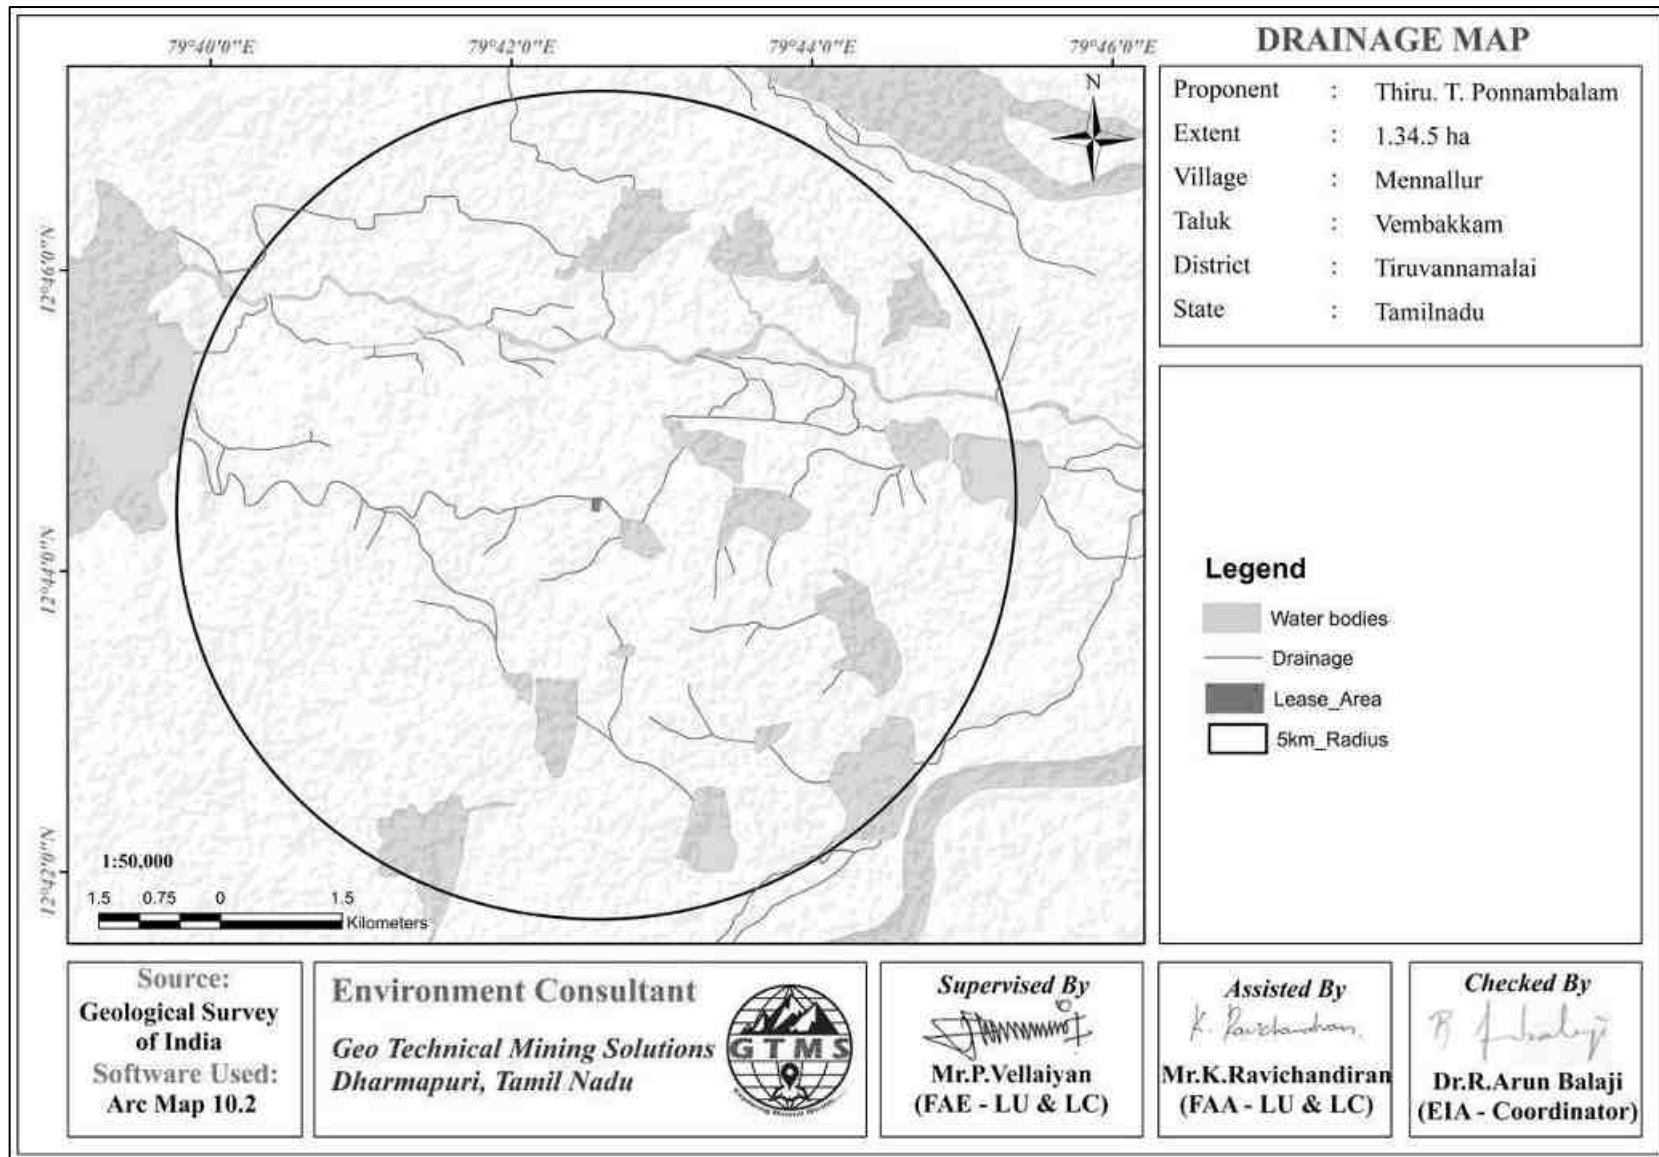 DRAINAGE MAP
79°40'0"E 79°42'0"E 79°44'0"E 79°46'0"E
N
12°46'0"N
12°44'0"N
12°42'0"N
1:50,000
1.5 0.75 0 1.5
Kilometers
Proponent : Thiru. T. Ponnambalam
Extent : 1.34.5 ha
Village : Mennallur
Taluk : Vembakkam
District : Tiruvannamalai
State : Tamilnadu
Legend
Water bodies
Drainage
Lease_Area
5km_Radius
Source:
Geological Survey
of India
Software Used:
Arc Map 10.2
Environment Consultant
Geo Technical Mining Solutions
Dharmapuri, Tamil Nadu
GTMS
Supervised By
Mr.P.Vellaiyan
(FAE - LU & LC)
Assisted By
K. Ravichandran.
Mr.K.Ravichandiran
(FAA - LU & LC)
Checked By
Dr.R.Arun Balaji
(EIA - Coordinator)